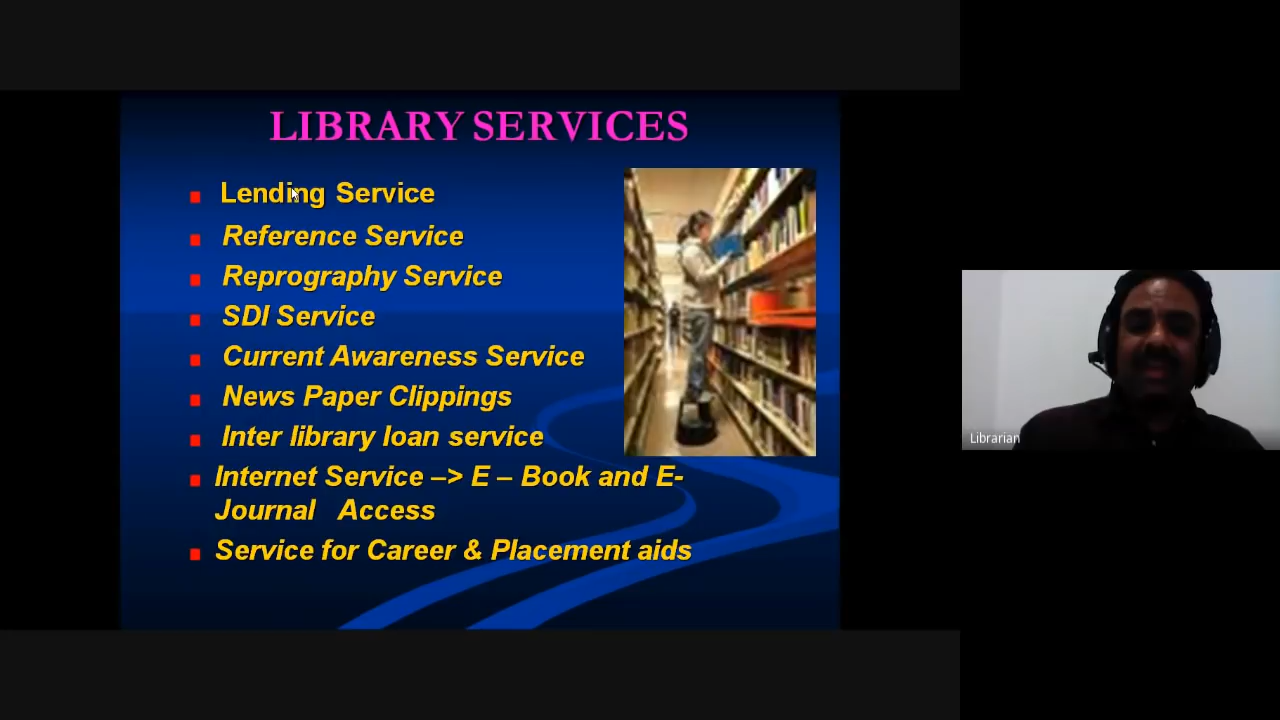 LIBRARY SERVICES
Lending Service
Reference Service
Reprography Service
SDI Service
Current Awareness Service
News Paper Clippings
Inter library loan service
Internet Service –> E – Book and E-
Journal Access
Service for Career & Placement aids
Librarian